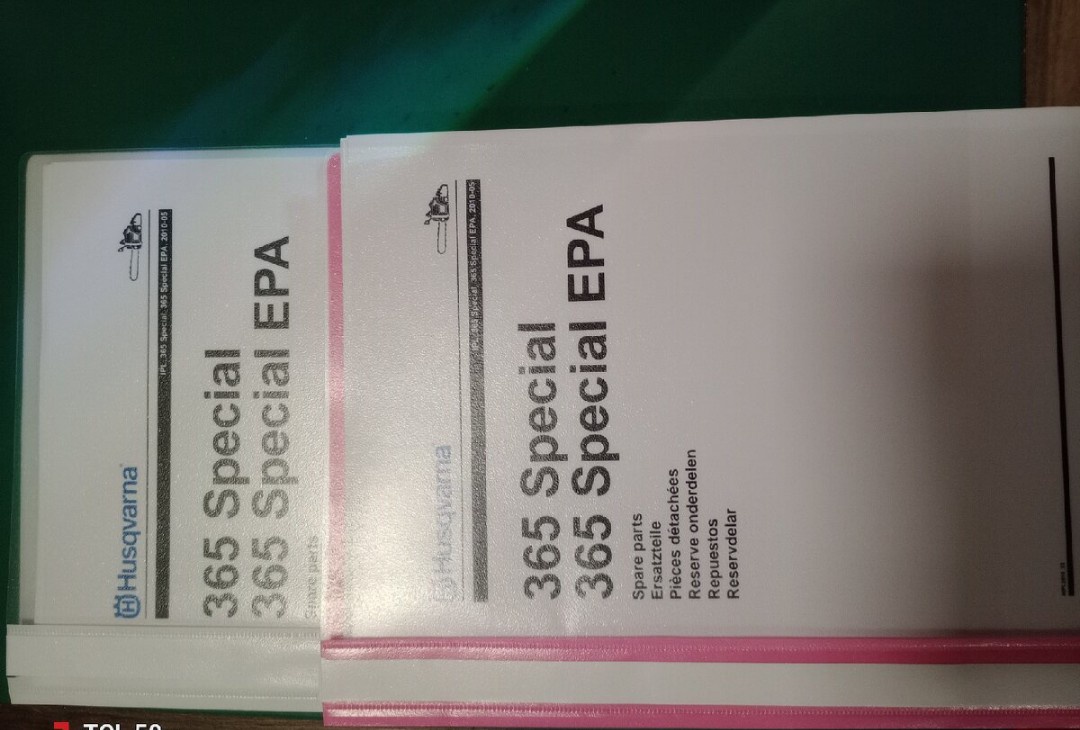 Husqvarna
IPL, 365 Special, 365 Special EPA, 2010-05
365 Special
365 Special EPA
Spare parts
Husqvarna
IPL, 365 Special, 365 Special EPA, 2010-05
365 Special
365 Special EPA
Spare parts
Ersatzteile
Pièces détachées
Reserve onderdelen
Repuestos
Reservdelar